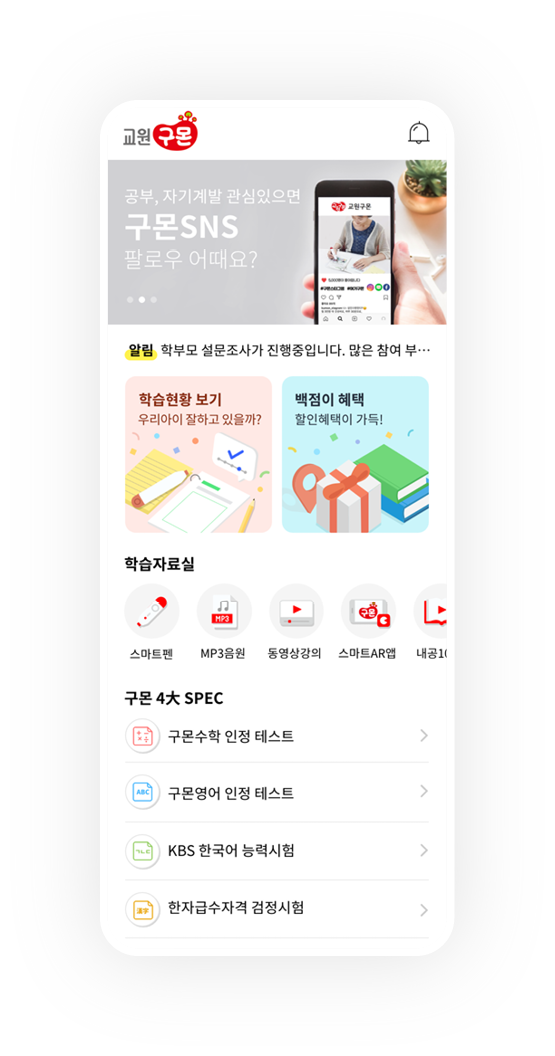 교원 구몬
공부, 자기계발 관심있으면
구몬SNS
팔로우 어때요?
구몬 교원구몬
알림 학부모 설문조사가 진행중입니다. 많은 참여 부…
학습현황 보기
우리아이 잘하고 있을까?
백점이 혜택
할인혜택이 가득!
학습자료실
MP3
구몬
스마트펜
MP3음원
동영상강의
스마트AR앱
내공10
구몬 4大 SPEC
구몬수학 인정 테스트
ABC
구몬영어 인정 테스트
ㄱㄴㄷ
KBS 한국어 능력시험
漢字
한자급수자격 검정시험